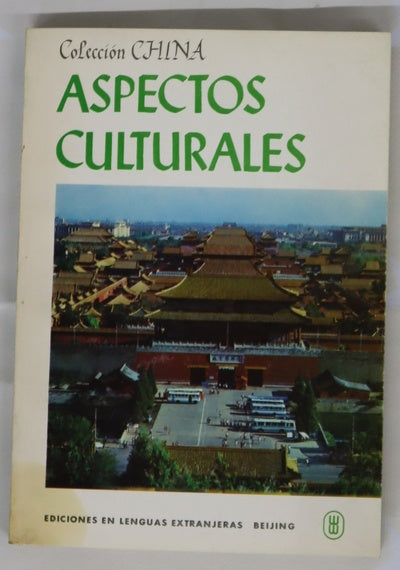 Colección CHINA
ASPECTOS
CULTURALES
EDICIONES EN LENGUAS EXTRANJERAS BEIJING